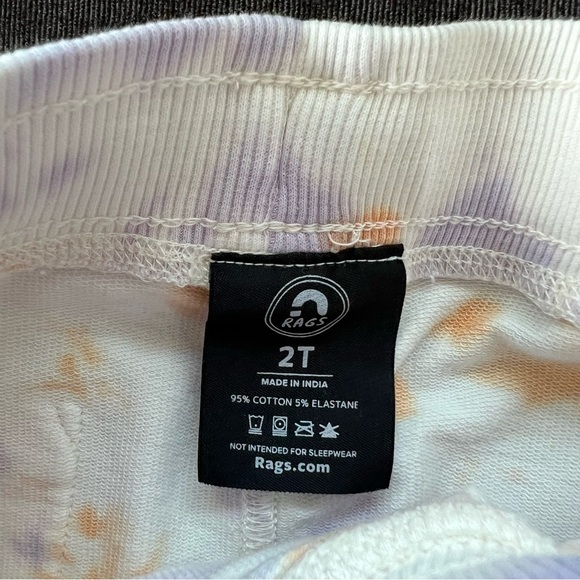 RAGS
2T
MADE IN INDIA
95% COTTON 5% ELASTANE
NOT INTENDED FOR SLEEPWEAR
Rags.com